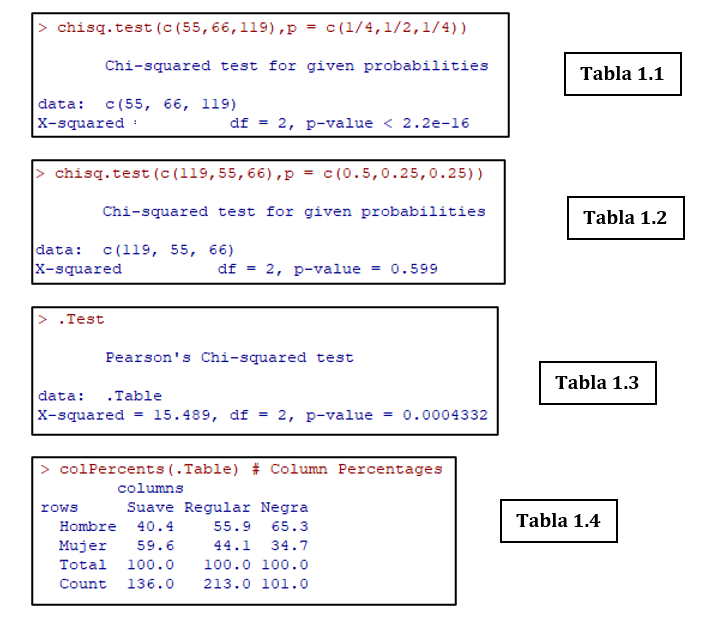 > chisq.test(c(55,66,119),p = c(1/4,1/2,1/4))
Chi-squared test for given probabilities
data: c(55, 66, 119)
X-squared : df = 2, p-value < 2.2e-16
Tabla 1.1
> chisq.test(c(119,55,66),p = c(0.5,0.25,0.25))
Chi-squared test for given probabilities
data: c(119, 55, 66)
X-squared df = 2, p-value = 0.599
Tabla 1.2
> .Test
Pearson's Chi-squared test
data: .Table
X-squared = 15.489, df = 2, p-value = 0.0004332
Tabla 1.3
> colPercents(.Table) # Column Percentages
columns
rows Suave Regular Negra
Hombre 40.4 55.9 65.3
Mujer 59.6 44.1 34.7
Total 100.0 100.0 100.0
Count 136.0 213.0 101.0
Tabla 1.4